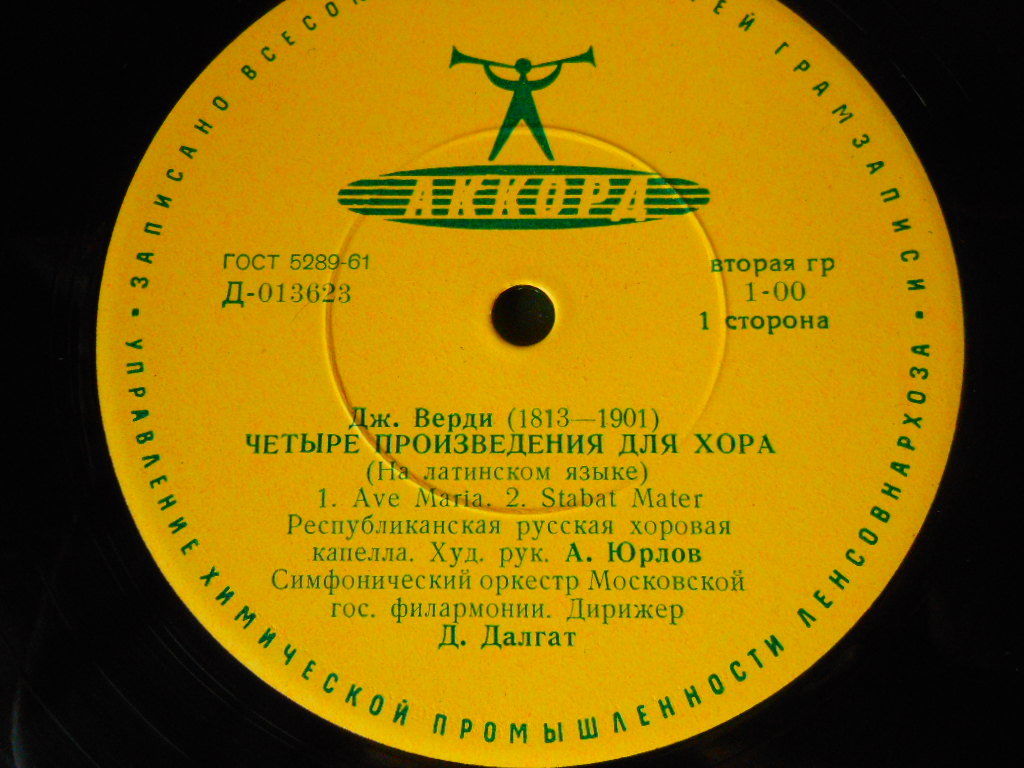 ЗАПИСАНО ВСЕСОЮ
ЕЙ ГРАМЗАПИСИ
АККОРД
ГОСТ 5289-61
Д-013623
вторая гр
1-00
1 сторона
Дж. Верди (1813—1901)
ЧЕТЫРЕ ПРОИЗВЕДЕНИЯ ДЛЯ ХОРА
(На латинском языке)
1. Ave Maria. 2. Stabat Mater
Республиканская русская хоровая
капелла. Худ. рук. А. Юрлов
Симфонический оркестр Московской
гос. филармонии. Дирижер
Д. Далгат
УПРАВЛЕНИЕ ХИМИЧЕСКОЙ ПРОМЫШЛЕННОСТИ ЛЕНСОВНАРХОЗА